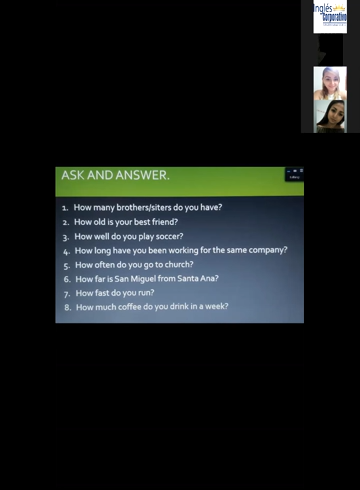 Inglés
Corporativo
ASK AND ANSWER.
1. How many brothers/siters do you have?
2. How old is your best friend?
3. How well do you play soccer?
4. How long have you been working for the same company?
5. How often do you go to church?
6. How far is San Miguel from Santa Ana?
7. How fast do you run?
8. How much coffee do you drink in a week?